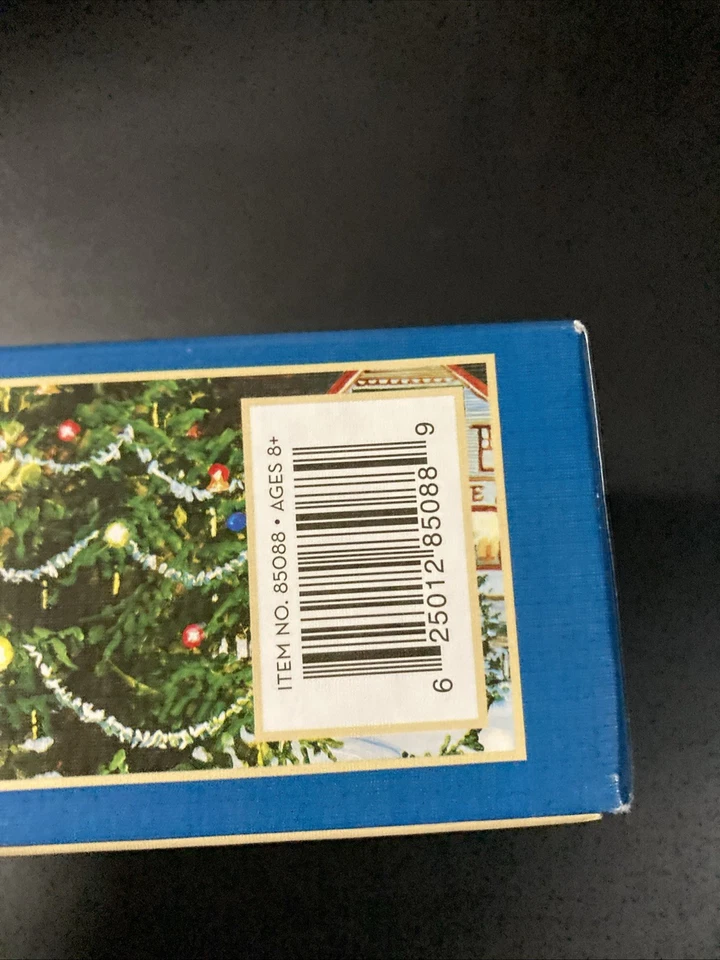 ITEM NO. 85088 • AGES 8+
6 25012 85088 9
E